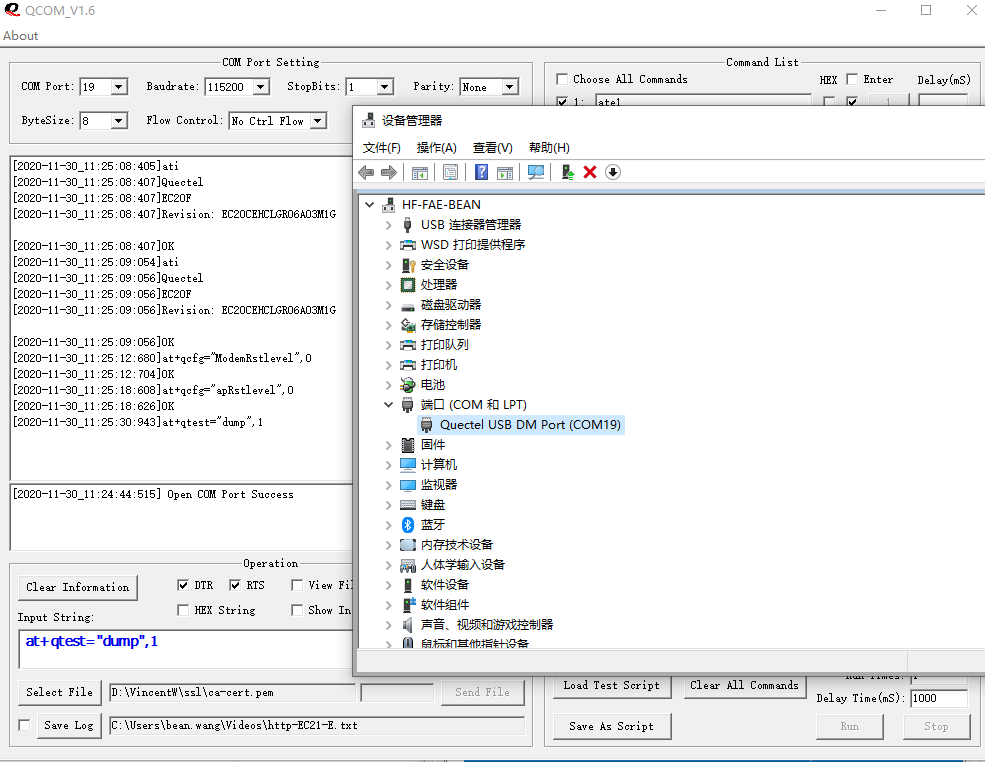 QCOM_V1.6
About
COM Port Setting
COM Port: 19 Baudrate: 115200 StopBits: 1 Parity: None
ByteSize: 8 Flow Control: No Ctrl Flow
Command List
Choose All Commands HEX Enter Delay(mS)
1: ate1 1
[2020-11-30_11:25:08:405]ati
[2020-11-30_11:25:08:407]Quectel
[2020-11-30_11:25:08:407]EC20F
[2020-11-30_11:25:08:407]Revision: EC20CEHCLGR06A03M1G
[2020-11-30_11:25:08:407]OK
[2020-11-30_11:25:09:054]ati
[2020-11-30_11:25:09:056]Quectel
[2020-11-30_11:25:09:056]EC20F
[2020-11-30_11:25:09:056]Revision: EC20CEHCLGR06A03M1G
[2020-11-30_11:25:09:056]OK
[2020-11-30_11:25:12:680]at+qcfg="ModemRstlevel",0
[2020-11-30_11:25:12:704]OK
[2020-11-30_11:25:18:608]at+qcfg="apRstlevel",0
[2020-11-30_11:25:18:626]OK
[2020-11-30_11:25:30:943]at+qtest="dump",1
[2020-11-30_11:24:44:515] Open COM Port Success
设备管理器
文件(F) 操作(A) 查看(V) 帮助(H)
HF-FAE-BEAN
USB 连接器管理器
WSD 打印提供程序
安全设备
处理器
磁盘驱动器
存储控制器
打印队列
打印机
电池
端口 (COM 和 LPT)
Quectel USB DM Port (COM19)
固件
计算机
监视器
键盘
蓝牙
内存技术设备
人体学输入设备
软件设备
软件组件
声音、视频和游戏控制器
鼠标和其他指针设备
Operation
Clear Information DTR RTS View Fi
HEX String Show In
Input String:
at+qtest="dump",1
Select File D:\VincentW\ssl\ca-cert.pem Send File
Save Log C:\Users\bean.wang\Videos\http-EC21-E.txt
Load Test Script Clear All Commands Run Times: 1
Delay Time(mS): 1000
Save As Script Run Stop